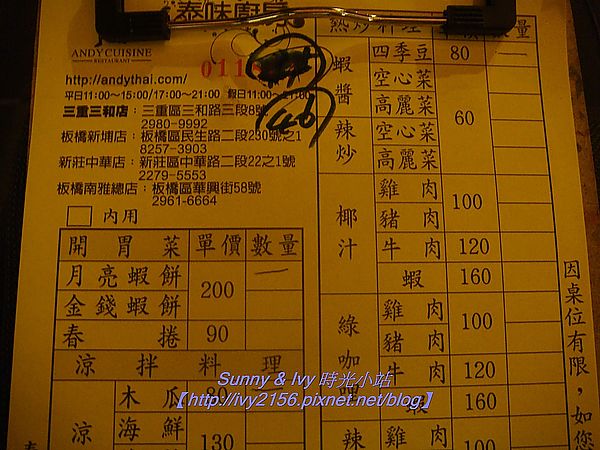 泰味廚房
ANDY CUISINE
RESTAURANT
http://andythai.com/
平日11:00~15:00/17:00~21:00 假日11:00~21:00
三重三和店：三重區三和路三段8號
2980-9992
板橋新埔店：板橋區民生路二段230號之1
8257-3903
新莊中華店：新莊區中華路二段22之1號
2279-5553
板橋南雅總店：板橋區華興街58號
2961-6664
內用
開胃菜 單價 數量
月亮蝦餅 200
金錢蝦餅
春捲 90
涼拌料理
涼 木瓜 80
海鮮 130
熱炒料理 單價 數量
蝦醬 四季豆 80
空心菜 60
高麗菜
辣炒 空心菜
高麗菜
椰汁 雞肉 100
豬肉
牛肉 120
蝦 160
綠咖哩 雞肉 100
豬肉
牛肉 120
蝦 160
辣 雞肉 100
因桌位有限，如您
46
Sunny & Ivy 時光小站
【http://ivy2156.pixnet.net/blog】